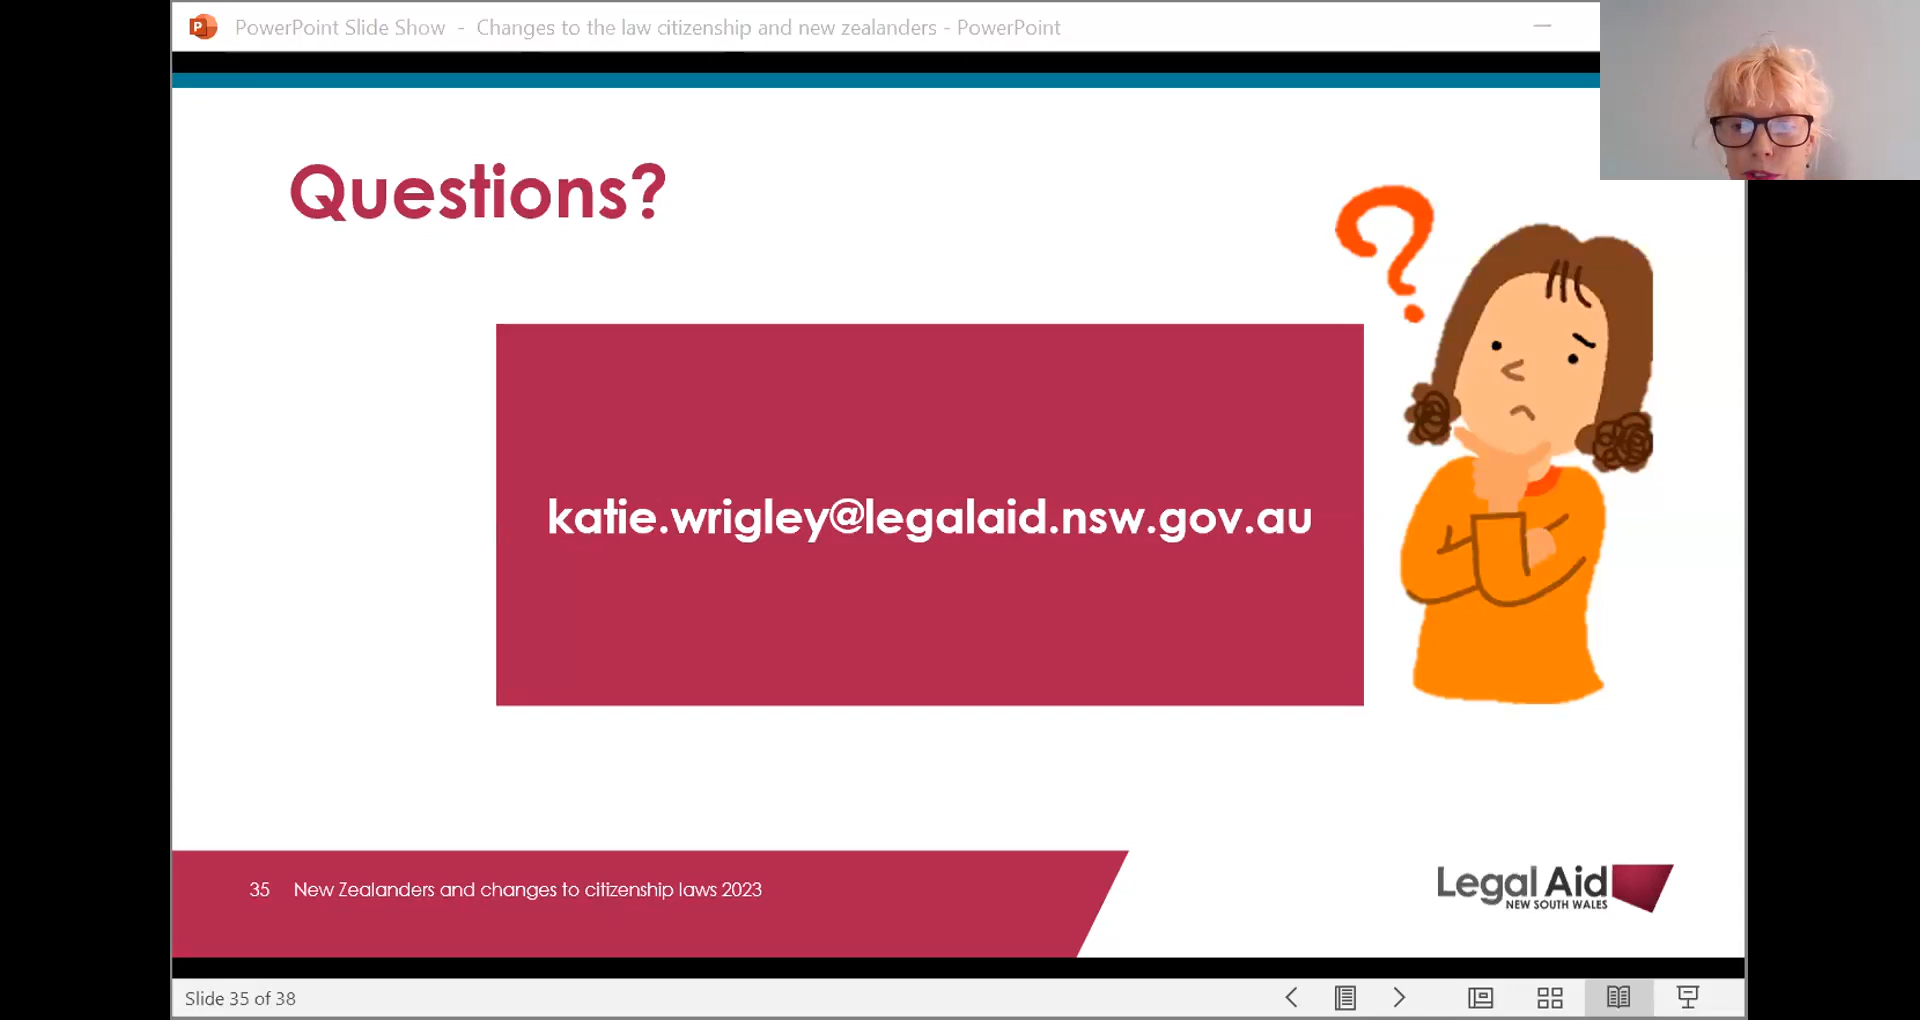 PowerPoint Slide Show - Changes to the law citizenship and new zealanders - PowerPoint
Questions?
katie.wrigley@legalaid.nsw.gov.au
35 New Zealanders and changes to citizenship laws 2023
Legal Aid
NEW SOUTH WALES
Slide 35 of 38